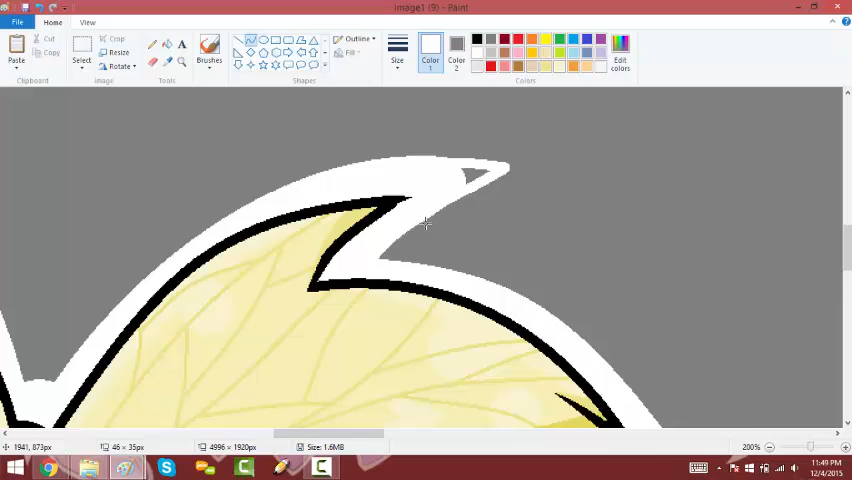 image1 (9) - Paint
File
Home
View
Paste
Cut
Copy
Clipboard
Select
Crop
Resize
Rotate
Image
A
Tools
Brushes
Outline
Fill
Shapes
Size
Color 1
Color 2
Colors
Edit colors
1941, 873px
46 × 35px
4996 × 1920px
Size: 1.6MB
200%
11:49 PM
12/4/2015